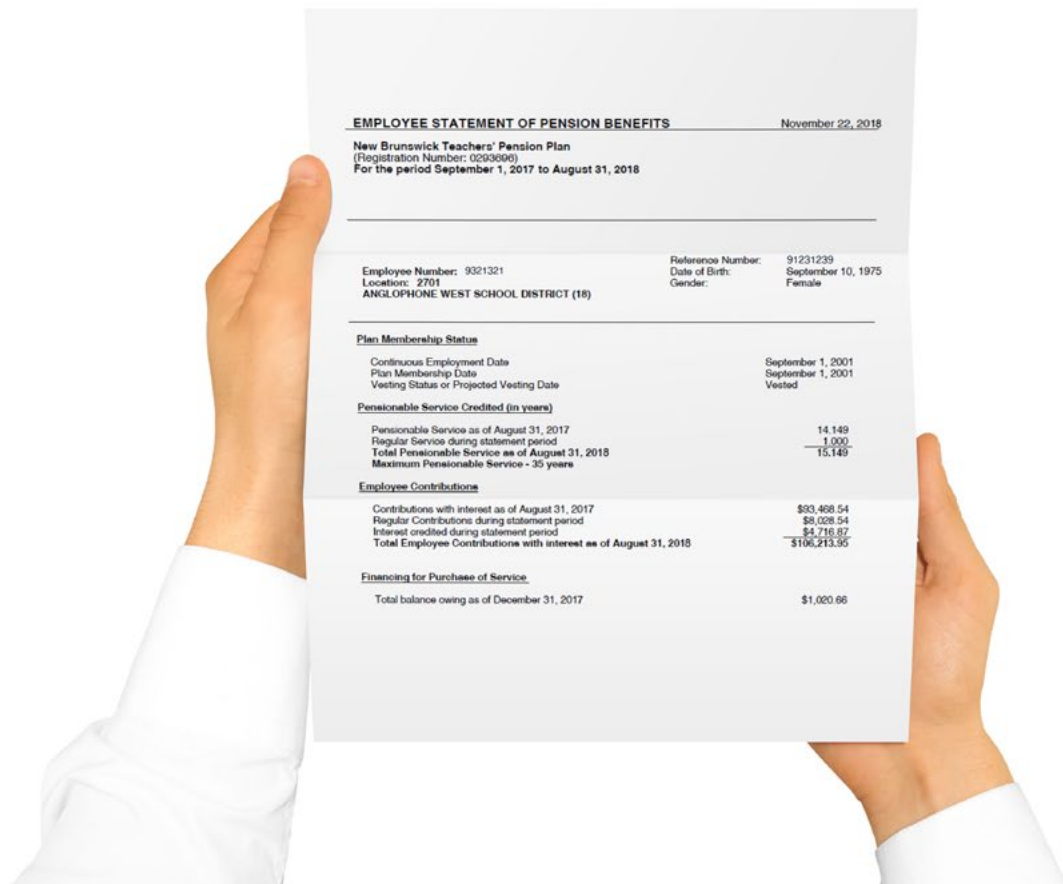 EMPLOYEE STATEMENT OF PENSION BENEFITS November 22, 2018
New Brunswick Teachers' Pension Plan
(Registration Number: 0293696)
For the period September 1, 2017 to August 31, 2018
Reference Number: 91231239
Employee Number: 9321321 Date of Birth: September 10, 1975
Location: 2701 Gender: Female
ANGLOPHONE WEST SCHOOL DISTRICT (18)
Plan Membership Status
Continuous Employment Date September 1, 2001
Plan Membership Date September 1, 2001
Vesting Status or Projected Vesting Date Vested
Pensionable Service Credited (in years)
Pensionable Service as of August 31, 2017 14.149
Regular Service during statement period 1.000
Total Pensionable Service as of August 31, 2018 15.149
Maximum Pensionable Service - 35 years
Employee Contributions
Contributions with interest as of August 31, 2017 $93,468.54
Regular Contributions during statement period $8,028.54
Interest credited during statement period $4,716.87
Total Employee Contributions with interest as of August 31, 2018 $106,213.95
Financing for Purchase of Service
Total balance owing as of December 31, 2017 $1,020.66